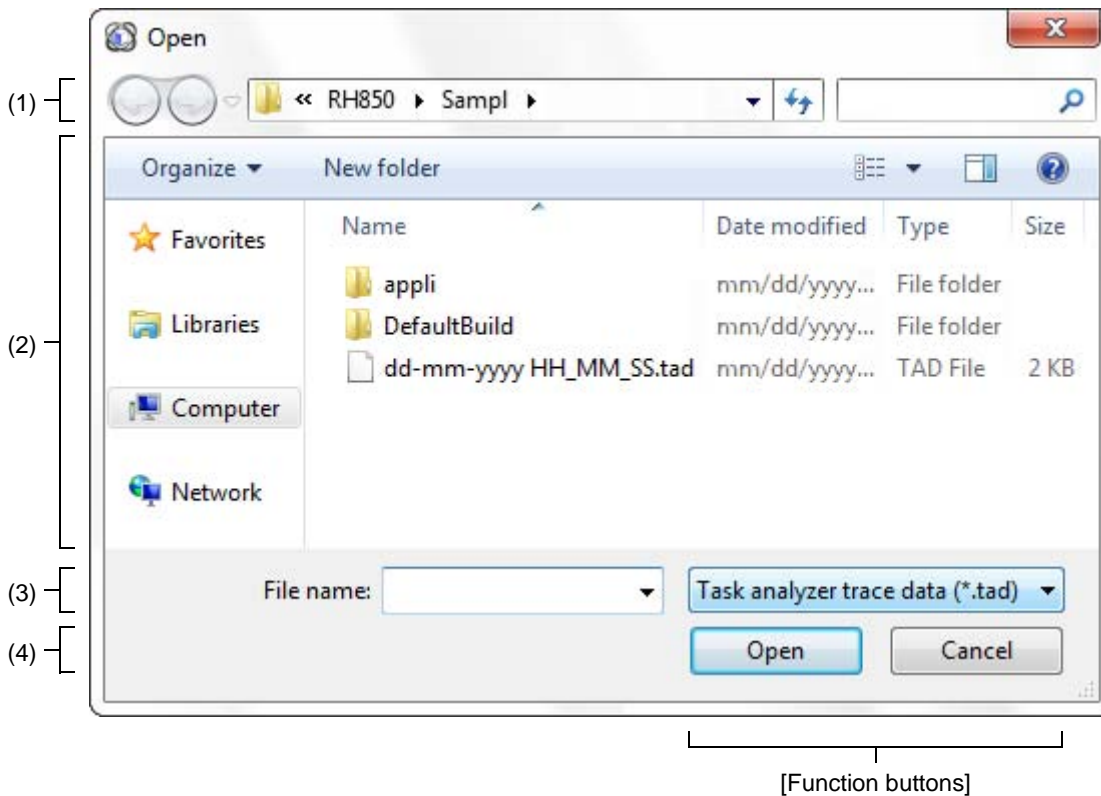 Open
(1)
« RH850 ▸ Sampl ▸
Organize ▼ New folder
(2)
Favorites
Libraries
Computer
Network
Name Date modified Type Size
appli mm/dd/yyyy... File folder
DefaultBuild mm/dd/yyyy... File folder
dd-mm-yyyy HH_MM_SS.tad mm/dd/yyyy... TAD File 2 KB
(3)
File name: Task analyzer trace data (*.tad)
(4)
Open Cancel
[Function buttons]